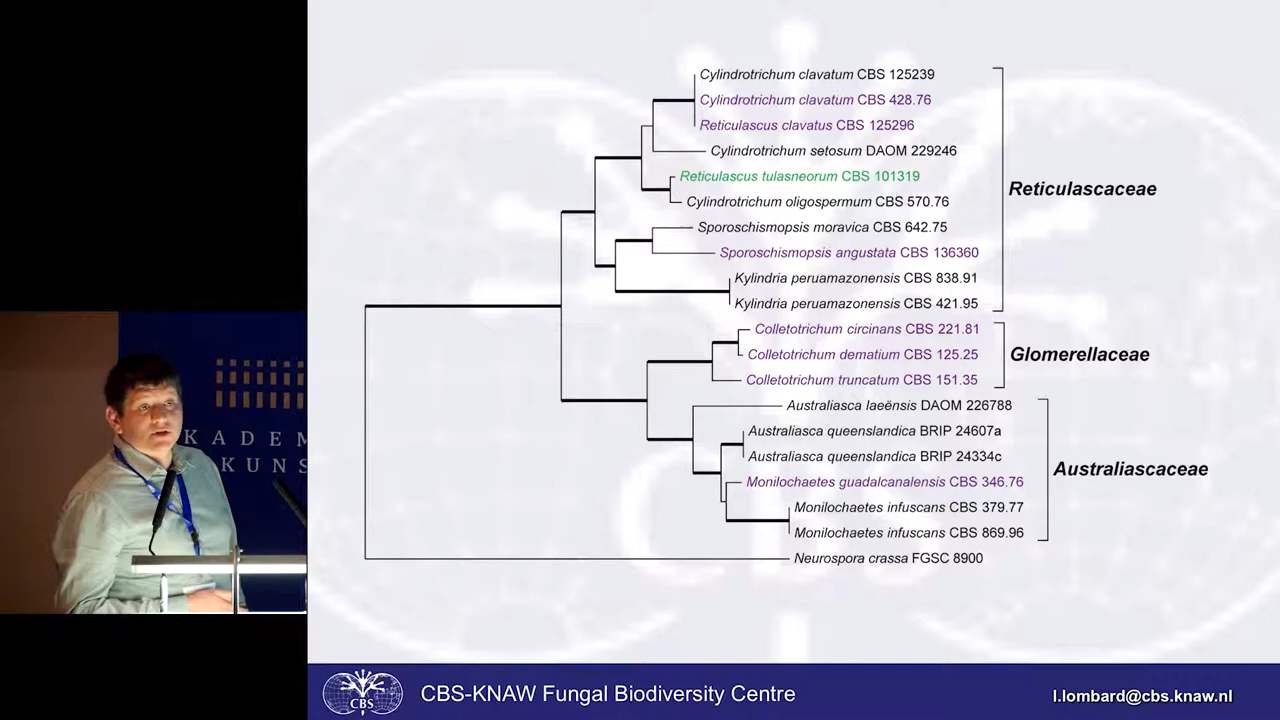 Cylindrotrichum clavatum CBS 125239
Cylindrotrichum clavatum CBS 428.76
Reticulascus clavatus CBS 125296
Cylindrotrichum setosum DAOM 229246
Reticulascus tulasneorum CBS 101319
Cylindrotrichum oligospermum CBS 570.76
Reticulascaceae
Sporoschismopsis moravica CBS 642.75
Sporoschismopsis angustata CBS 136360
Kylindria peruamazonensis CBS 838.91
Kylindria peruamazonensis CBS 421.95
Colletotrichum circinans CBS 221.81
Colletotrichum dematium CBS 125.25
Glomerellaceae
Colletotrichum truncatum CBS 151.35
Australiasca laeënsis DAOM 226788
Australiasca queenslandica BRIP 24607a
Australiasca queenslandica BRIP 24334c
Australiascaceae
Monilochaetes guadalcanalensis CBS 346.76
Monilochaetes infuscans CBS 379.77
Monilochaetes infuscans CBS 869.96
Neurospora crassa FGSC 8900
KADEM
KUNS
CBS
CBS-KNAW Fungal Biodiversity Centre
l.lombard@cbs.knaw.nl